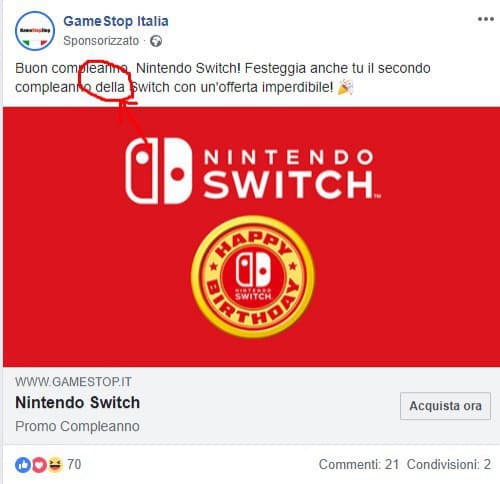 GameStop Italia
Sponsorizzato ·
Buon compleanno, Nintendo Switch! Festeggia anche tu il secondo
compleanno della Switch con un'offerta imperdibile!
NINTENDO
SWITCH™
HAPPY
NINTENDO
SWITCH
BIRTHDAY
WWW.GAMESTOP.IT
Nintendo Switch
Acquista ora
Promo Compleanno
70
Commenti: 21 Condivisioni: 2